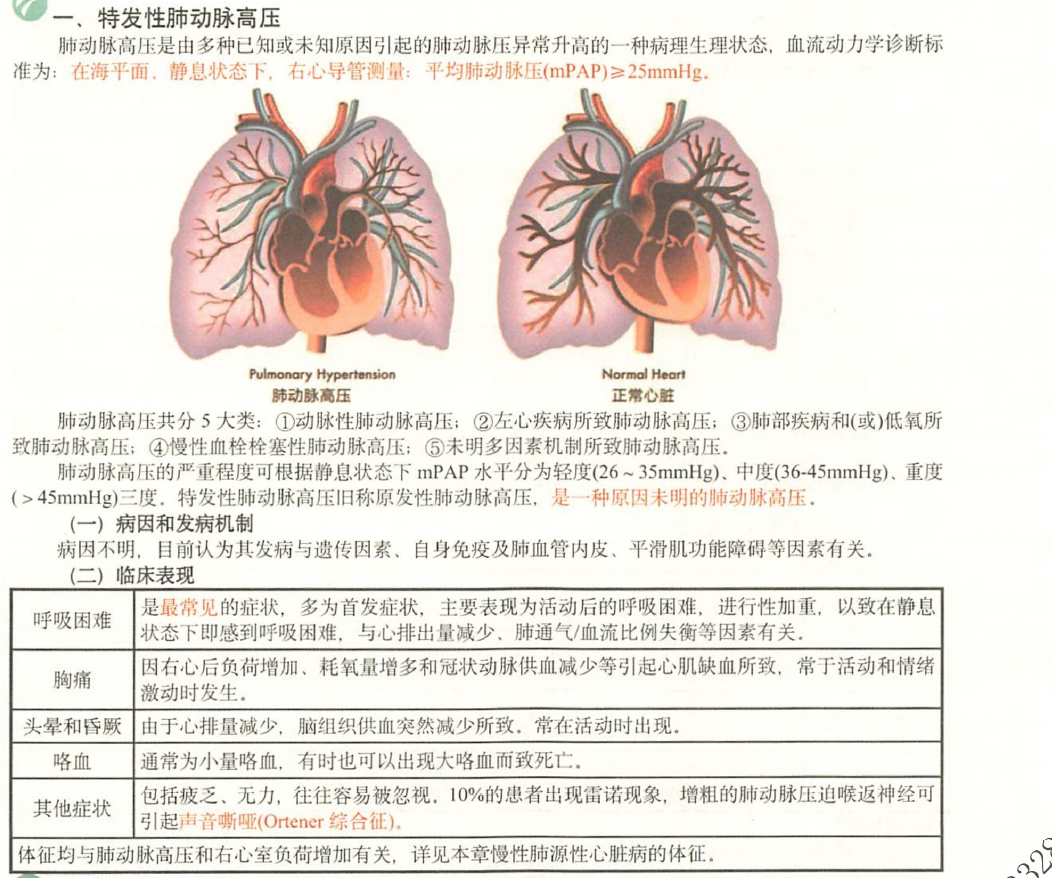 一、特发性肺动脉高压
肺动脉高压是由多种已知或未知原因引起的肺动脉压异常升高的一种病理生理状态，血流动力学诊断标
准为：在海平面、静息状态下，右心导管测量：平均肺动脉压(mPAP)≥25mmHg。
Pulmonary Hypertension
肺动脉高压
Normal Heart
正常心脏
肺动脉高压共分 5 大类：①动脉性肺动脉高压；②左心疾病所致肺动脉高压；③肺部疾病和(或)低氧所
致肺动脉高压；④慢性血栓栓塞性肺动脉高压；⑤未明多因素机制所致肺动脉高压。
肺动脉高压的严重程度可根据静息状态下 mPAP 水平分为轻度(26～35mmHg)、中度(36-45mmHg)、重度
(＞45mmHg)三度。特发性肺动脉高压旧称原发性肺动脉高压，是一种原因未明的肺动脉高压。
(一) 病因和发病机制
病因不明，目前认为其发病与遗传因素、自身免疫及肺血管内皮、平滑肌功能障碍等因素有关。
(二) 临床表现
呼吸困难
是最常见的症状，多为首发症状，主要表现为活动后的呼吸困难，进行性加重，以致在静息
状态下即感到呼吸困难，与心排出量减少、肺通气/血流比例失衡等因素有关。
胸痛
因右心后负荷增加、耗氧量增多和冠状动脉供血减少等引起心肌缺血所致，常于活动和情绪
激动时发生。
头晕和昏厥
由于心排量减少，脑组织供血突然减少所致。常在活动时出现。
咯血
通常为小量咯血，有时也可以出现大咯血而致死亡。
其他症状
包括疲乏、无力，往往容易被忽视。10%的患者出现雷诺现象，增粗的肺动脉压迫喉返神经可
引起声音嘶哑(Ortener 综合征)。
体征均与肺动脉高压和右心室负荷增加有关，详见本章慢性肺源性心脏病的体征。